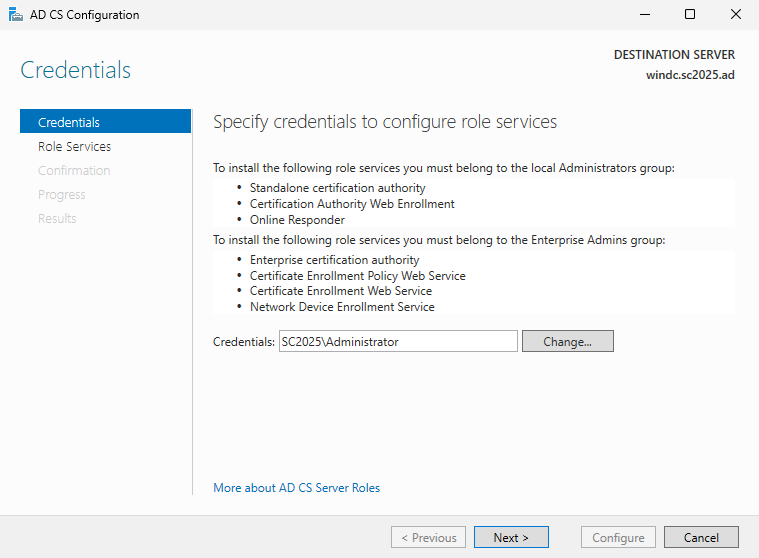 AD CS Configuration
Credentials
DESTINATION SERVER
windc.sc2025.ad
Credentials
Role Services
Confirmation
Progress
Results
Specify credentials to configure role services
To install the following role services you must belong to the local Administrators group:
• Standalone certification authority
• Certification Authority Web Enrollment
• Online Responder
To install the following role services you must belong to the Enterprise Admins group:
• Enterprise certification authority
• Certificate Enrollment Policy Web Service
• Certificate Enrollment Web Service
• Network Device Enrollment Service
Credentials: SC2025\Administrator Change...
More about AD CS Server Roles
< Previous Next > Configure Cancel